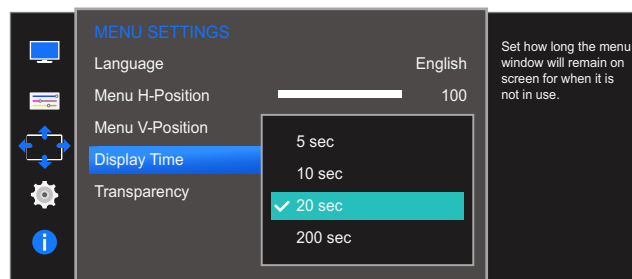 MENU SETTINGS
Language English
Menu H-Position 100
Menu V-Position
Display Time
Transparency
5 sec
10 sec
20 sec
200 sec
Set how long the menu
window will remain on
screen for when it is
not in use.